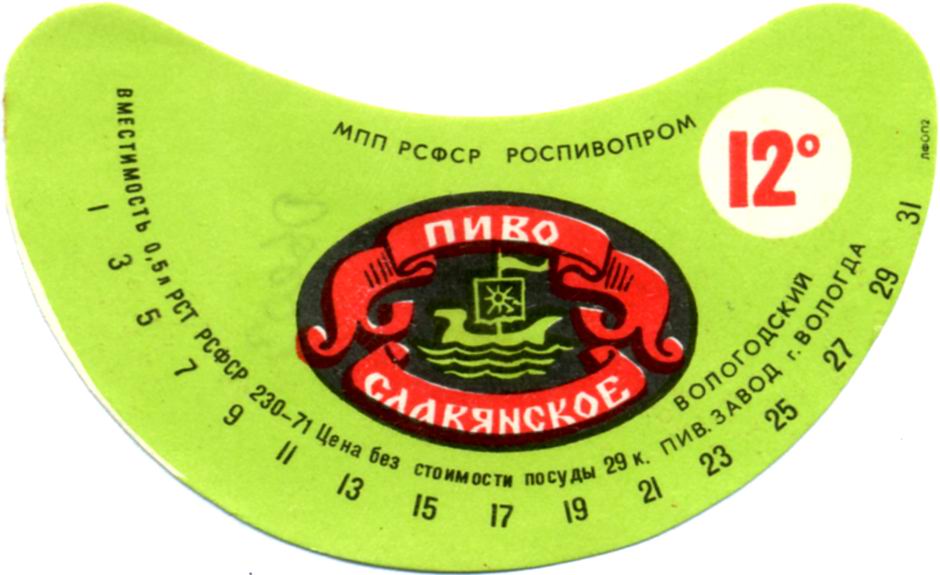 МПП РСФСР РОСПИВОПРОМ
12°
ЛФОП2
ПИВО
СЛАВЯНСКОЕ
ВОЛОГОДСКИЙ
ПИВ. ЗАВОД г. ВОЛОГДА
ВМЕСТИМОСТЬ 0,5л РСТ РСФСР 230-71 Цена без стоимости посуды 29 к.
1 3 5 7 9 11 13 15 17 19 21 23 25 27 29 31